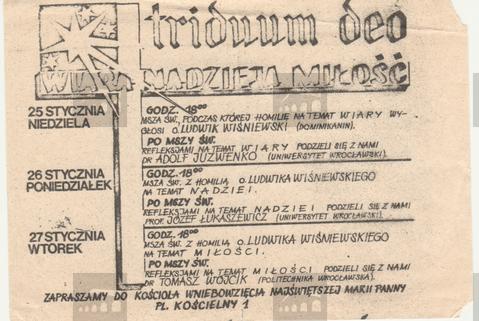 triduum deo
WIARA NADZIEJA MIŁOŚĆ
25 STYCZNIA
NIEDZIELA
GODZ. 18⁰⁰
MSZA ŚW., PODCZAS KTÓREJ HOMILIĘ NA TEMAT WIARY WY-
GŁOSI O. LUDWIK WIŚNIEWSKI (DOMINIKANIN).
PO MSZY ŚW.
REFLEKSJAMI NA TEMAT WIARY PODZIELI SIĘ Z NAMI
DR ADOLF JUZWENKO (UNIWERSYTET WROCŁAWSKI).
26 STYCZNIA
PONIEDZIAŁEK
GODZ. 18⁰⁰
MSZA ŚW. Z HOMILIĄ O. LUDWIKA WIŚNIEWSKIEGO
NA TEMAT NADZIEI.
PO MSZY ŚW.
REFLEKSJAMI NA TEMAT NADZIEI PODZIELI SIĘ Z NAMI
PROF. JÓZEF ŁUKASZEWICZ (UNIWERSYTET WROCŁAWSKI).
27 STYCZNIA
WTOREK
GODZ. 18⁰⁰
MSZA ŚW. Z HOMILIĄ O. LUDWIKA WIŚNIEWSKIEGO
NA TEMAT MIŁOŚCI.
PO MSZY ŚW.
REFLEKSJAMI NA TEMAT MIŁOŚCI PODZIELI SIĘ Z NAMI
DR TOMASZ WÓJCIK (POLITECHNIKA WROCŁAWSKA).
ZAPRASZAMY DO KOŚCIOŁA WNIEBOWZIĘCIA NAJŚWIĘTSZEJ MARII PANNY
PL. KOŚCIELNY 1